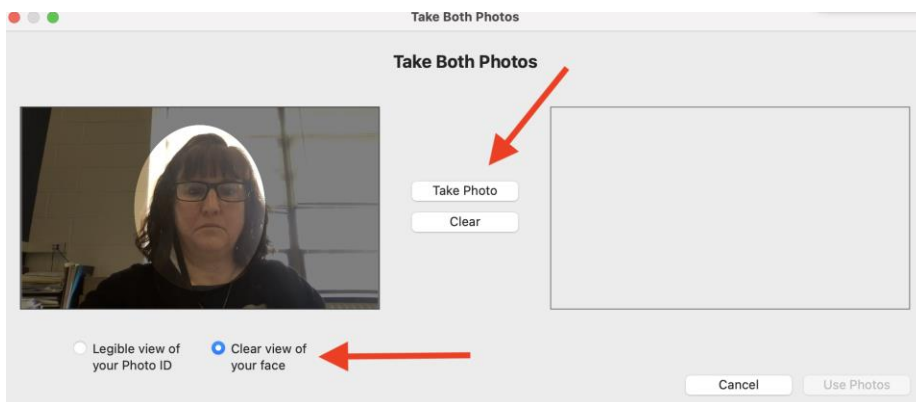 Take Both Photos
Take Both Photos
Take Photo
Clear
Legible view of
your Photo ID
Clear view of
your face
Cancel
Use Photos